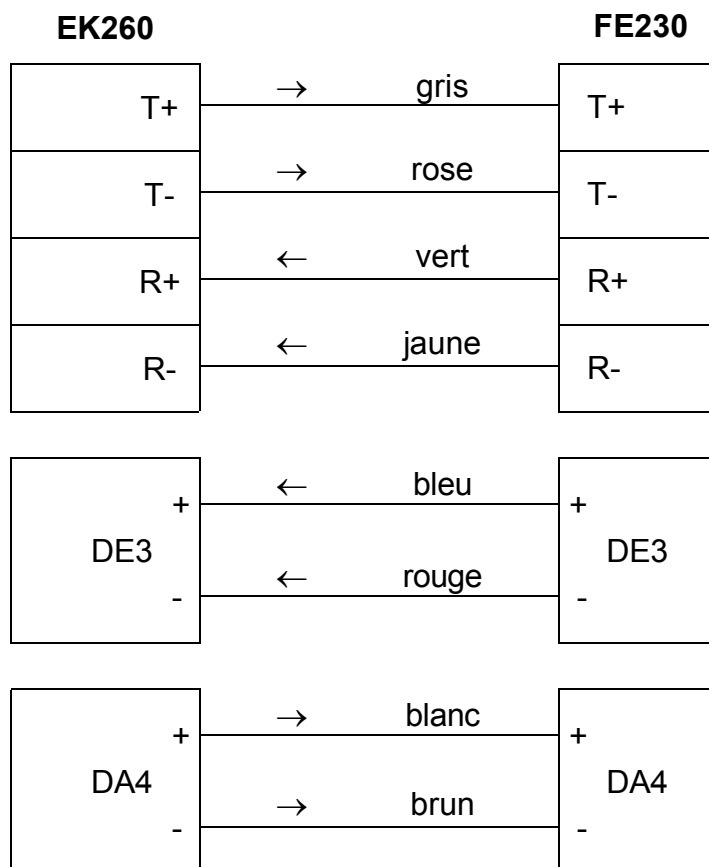 EK260 FE230
T+ → gris T+
T- → rose T-
R+ ← vert R+
R- ← jaune R-
+ ← bleu +
DE3 DE3
- ← rouge -
+ → blanc +
DA4 DA4
- → brun -